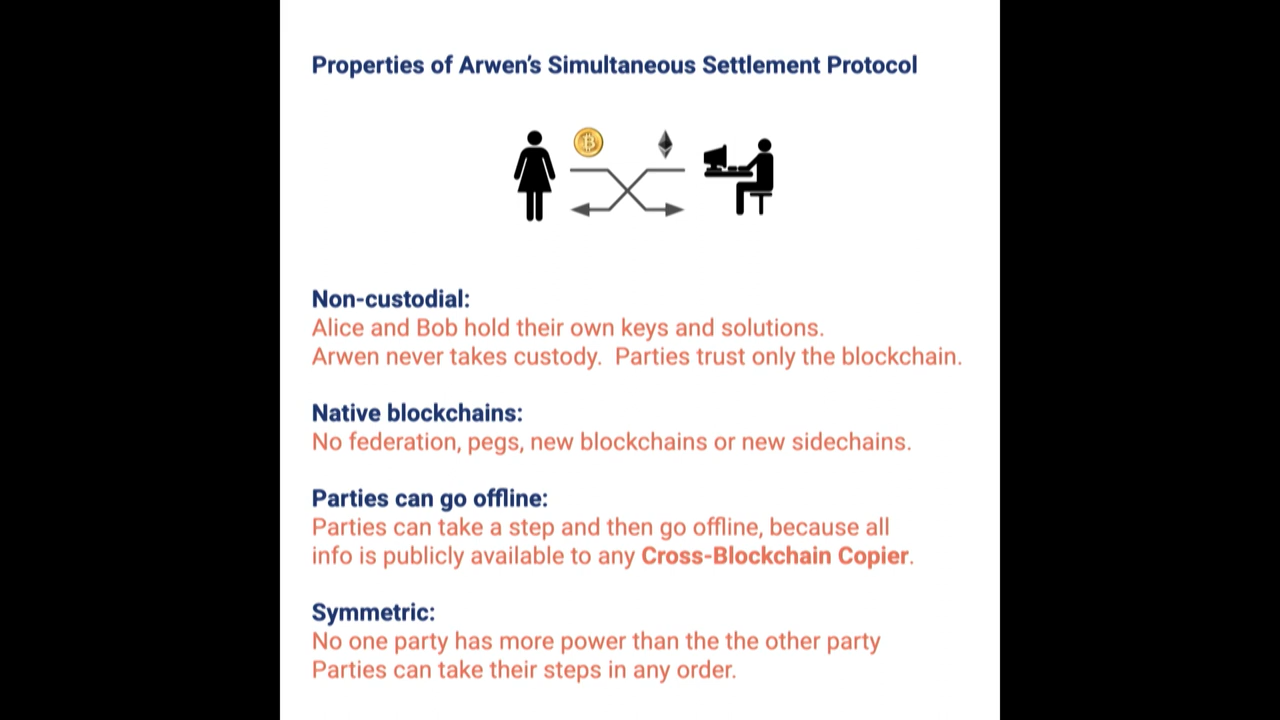 Properties of Arwen's Simultaneous Settlement Protocol
Non-custodial:
Alice and Bob hold their own keys and solutions.
Arwen never takes custody.  Parties trust only the blockchain.
Native blockchains:
No federation, pegs, new blockchains or new sidechains.
Parties can go offline:
Parties can take a step and then go offline, because all
info is publicly available to any Cross-Blockchain Copier.
Symmetric:
No one party has more power than the the other party
Parties can take their steps in any order.